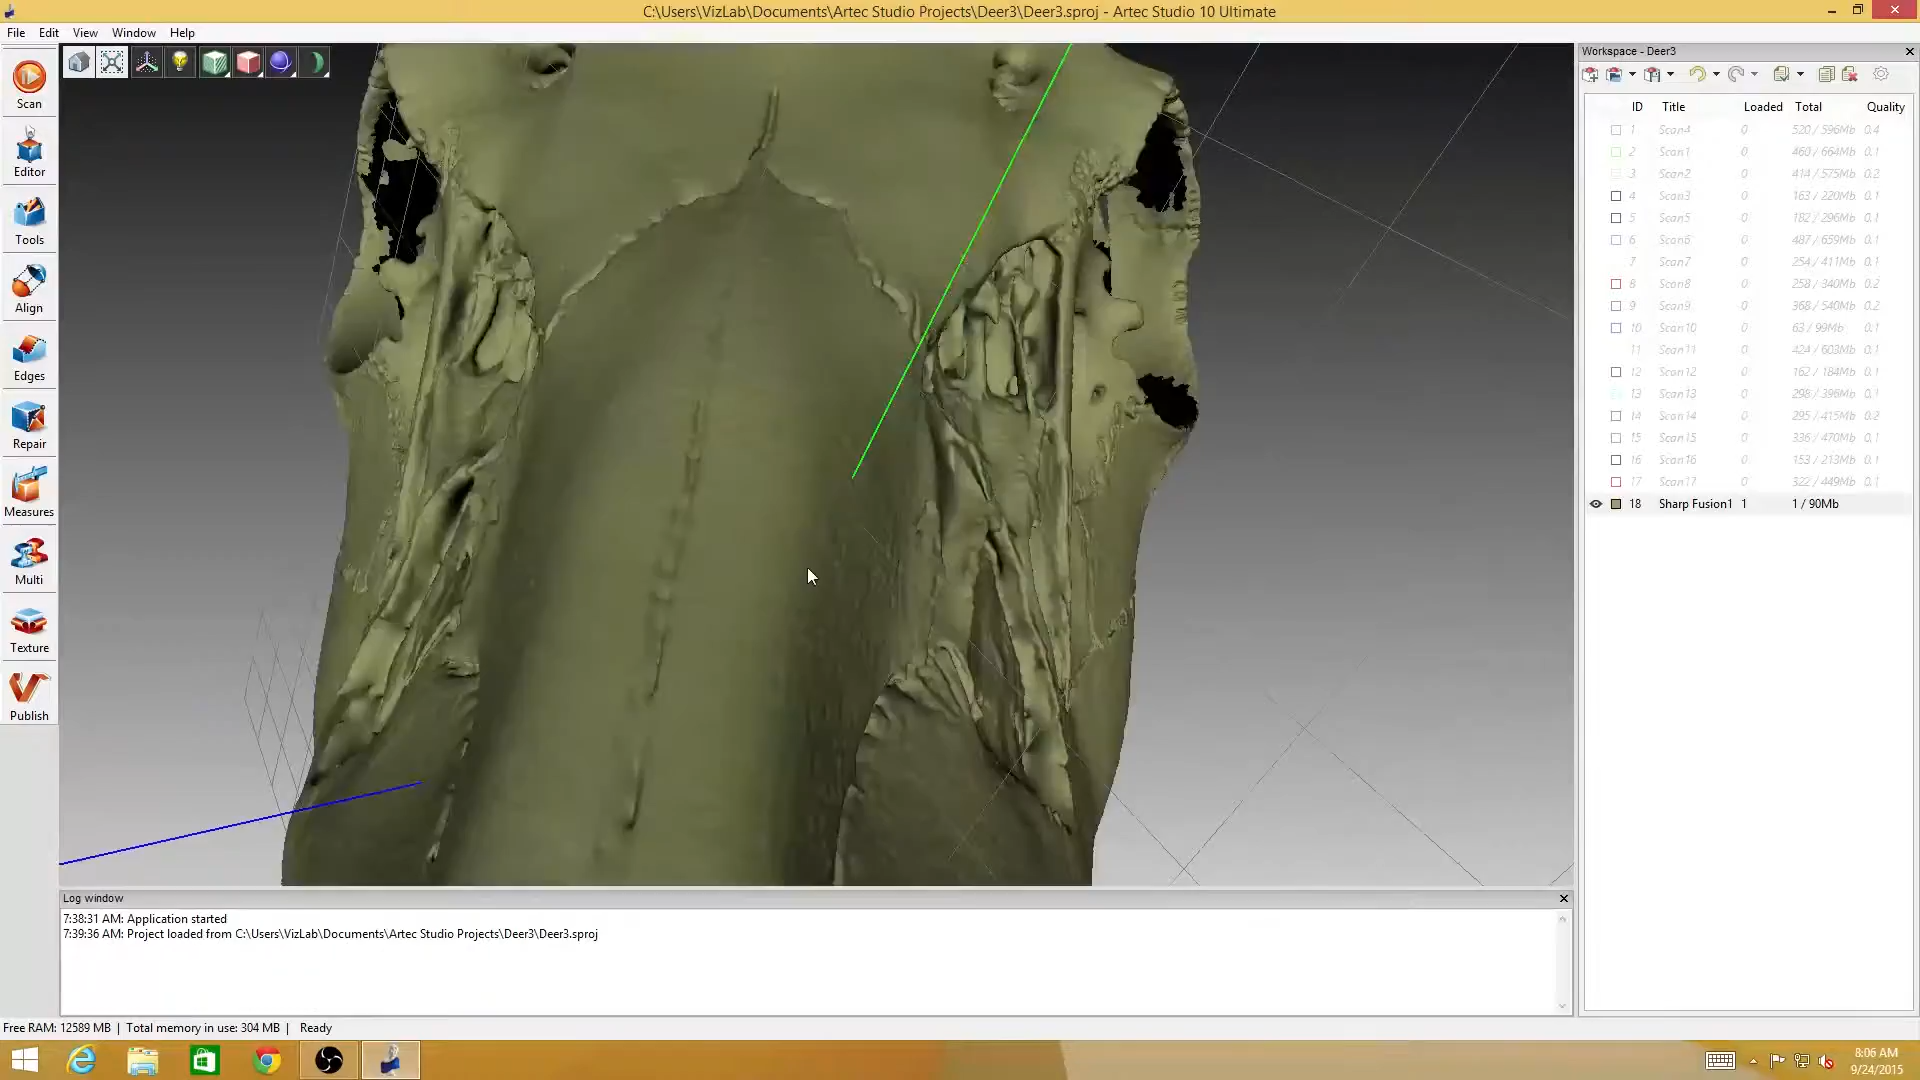 C:\Users\VizLab\Documents\Artec Studio Projects\Deer3\Deer3.sproj - Artec Studio 10 Ultimate
File Edit View Window Help
Scan
Editor
Tools
Align
Edges
Repair
Measures
Multi
Texture
Publish
Workspace - Deer3
ID Title Loaded Total Quality
1 Scan4 0 520 / 596Mb 0.4
2 Scan1 0 460 / 664Mb 0.1
3 Scan2 0 414 / 575Mb 0.2
4 Scan3 0 163 / 220Mb 0.1
5 Scan5 0 182 / 296Mb 0.1
6 Scan6 0 487 / 659Mb 0.1
7 Scan7 0 254 / 411Mb 0.1
8 Scan8 0 258 / 340Mb 0.2
9 Scan9 0 368 / 540Mb 0.2
10 Scan10 0 63 / 99Mb 0.1
11 Scan11 0 424 / 603Mb 0.1
12 Scan12 0 162 / 184Mb 0.1
13 Scan13 0 298 / 396Mb 0.1
14 Scan14 0 295 / 415Mb 0.2
15 Scan15 0 336 / 470Mb 0.1
16 Scan16 0 153 / 213Mb 0.1
17 Scan17 0 322 / 449Mb 0.1
18 Sharp Fusion1 1 1 / 90Mb
Log window
7:38:31 AM: Application started
7:39:36 AM: Project loaded from C:\Users\VizLab\Documents\Artec Studio Projects\Deer3\Deer3.sproj
Free RAM: 12589 MB | Total memory in use: 304 MB | Ready
8:06 AM
9/24/2015